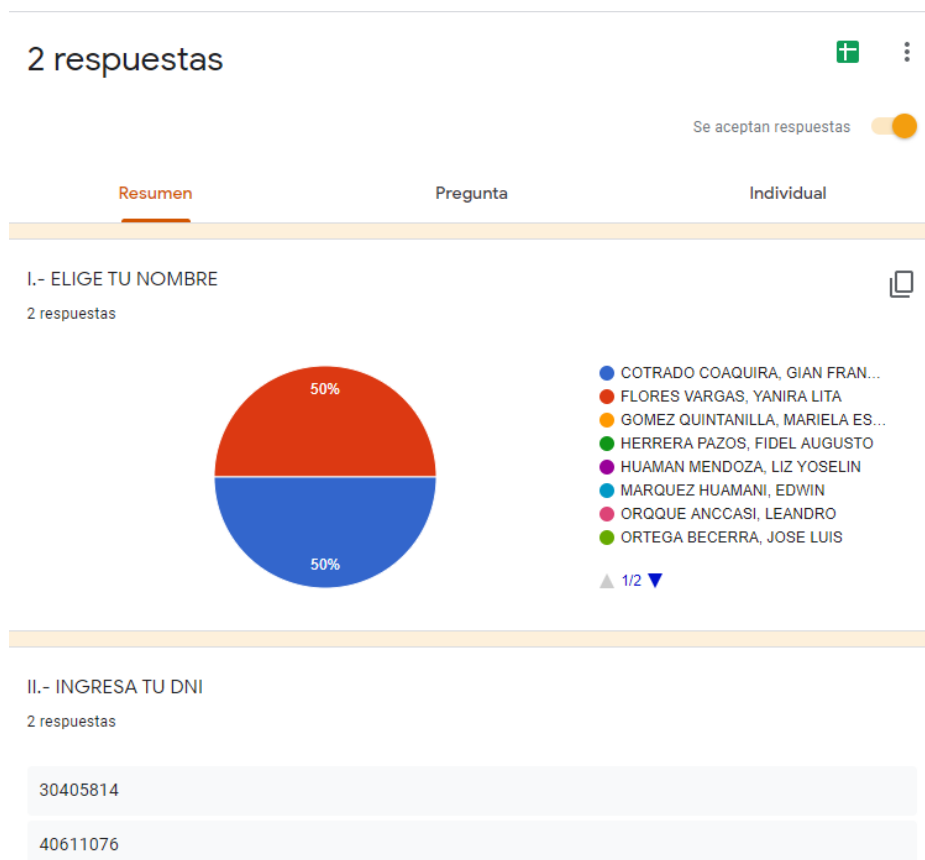 2 respuestas
Se aceptan respuestas
Resumen Pregunta Individual
I.- ELIGE TU NOMBRE
2 respuestas
50%
50%
COTRADO COAQUIRA, GIAN FRAN...
FLORES VARGAS, YANIRA LITA
GOMEZ QUINTANILLA, MARIELA ES...
HERRERA PAZOS, FIDEL AUGUSTO
HUAMAN MENDOZA, LIZ YOSELIN
MARQUEZ HUAMANI, EDWIN
ORQQUE ANCCASI, LEANDRO
ORTEGA BECERRA, JOSE LUIS
1/2
II.- INGRESA TU DNI
2 respuestas
30405814
40611076